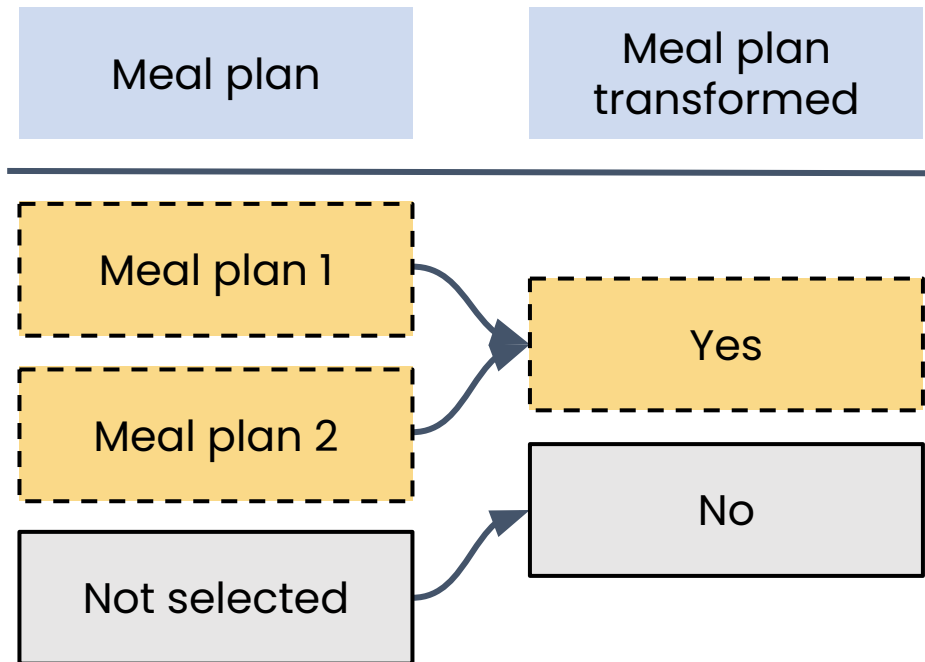 Meal plan
Meal plan
transformed
Meal plan 1
Yes
Meal plan 2
No
Not selected